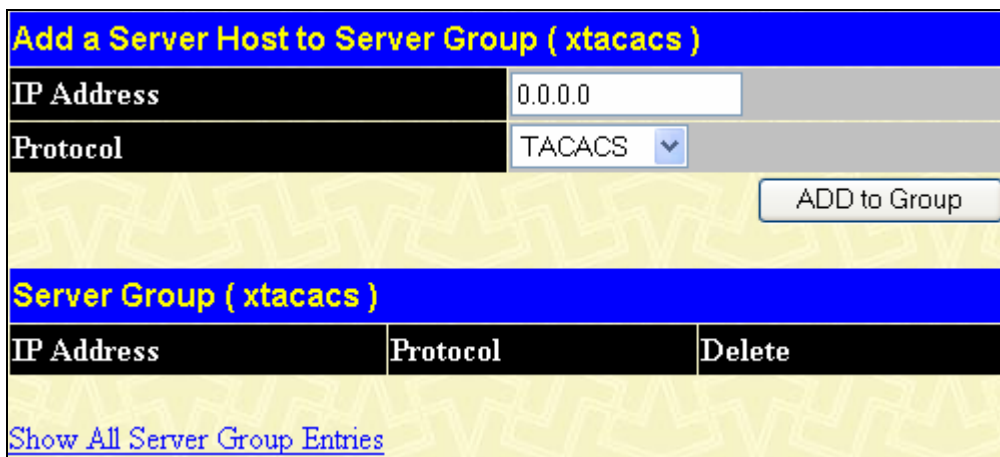 Add a Server Host to Server Group ( xtacacs )
IP Address 0.0.0.0
Protocol TACACS
ADD to Group
Server Group ( xtacacs )
IP Address Protocol Delete
Show All Server Group Entries